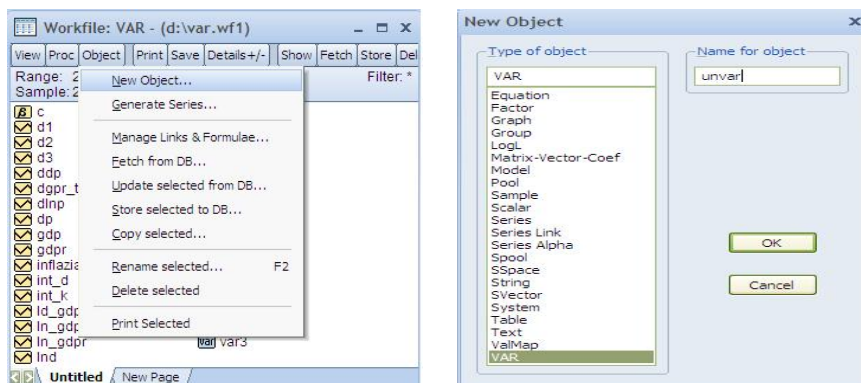 Workfile: VAR - (d:\var.wf1)
View Proc Object Print Save Details+/- Show Fetch Store Del
Range: 2
Filter: *
Sample: 2
New Object...
Generate Series...
Manage Links & Formulae...
Fetch from DB...
Update selected from DB...
Store selected to DB...
Copy selected...
Rename selected... F2
Delete selected
Print Selected
c
d1
d2
d3
ddp
dgpr_t
dlnp
dp
gdp
gdpr
inflazia
int_d
int_k
ld_gdp
ln_gdp
ln_gdpr
lnd
var3
Untitled New Page
New Object
Type of object
VAR
Equation
Factor
Graph
Group
LogL
Matrix-Vector-Coef
Model
Pool
Sample
Scalar
Series
Series Link
Series Alpha
Spool
SSpace
String
SVector
System
Table
Text
ValMap
VAR
Name for object
unvar
OK
Cancel